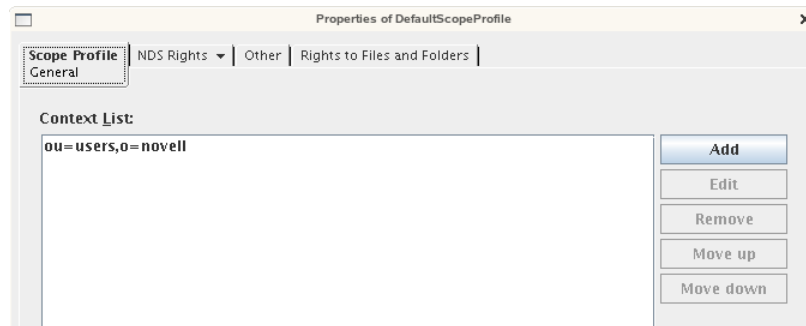 Properties of DefaultScopeProfile
Scope Profile NDS Rights Other Rights to Files and Folders
General
Context List:
ou=users,o=novell
Add
Edit
Remove
Move up
Move down